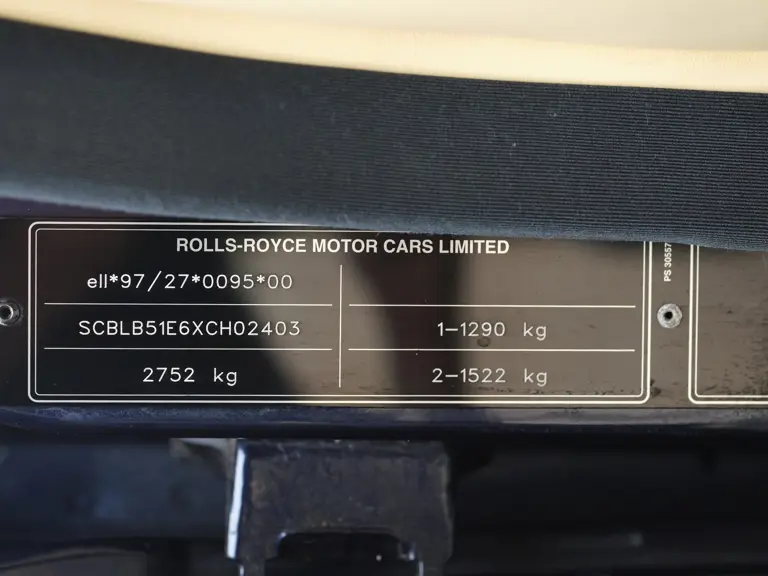 ROLLS-ROYCE MOTOR CARS LIMITED
e11*97/27*0095*00
SCBLB51E6XCH02403
1-1290 kg
2752 kg
2-1522 kg
PS 30557